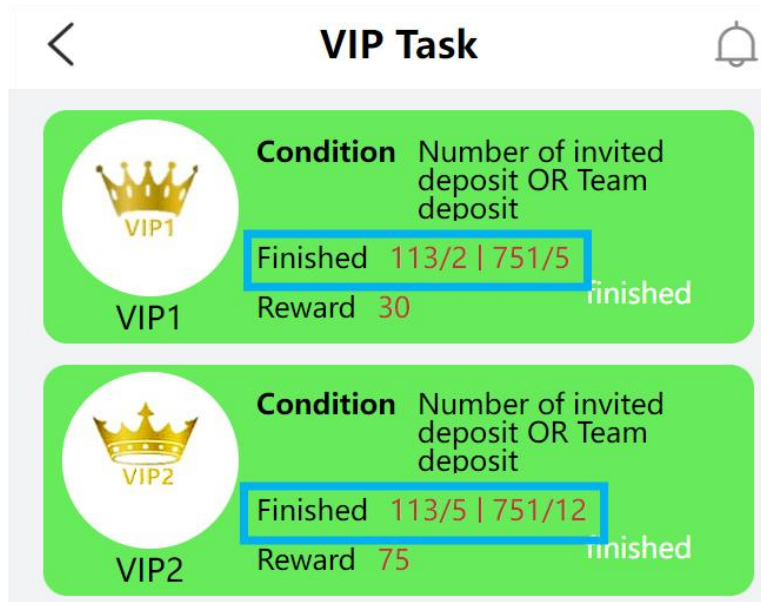 VIP Task
Condition Number of invited
deposit OR Team
deposit
VIP1
Finished 113/2 | 751/5
finished
Reward 30
VIP1
Condition Number of invited
deposit OR Team
deposit
VIP2
Finished 113/5 | 751/12
finished
Reward 75
VIP2